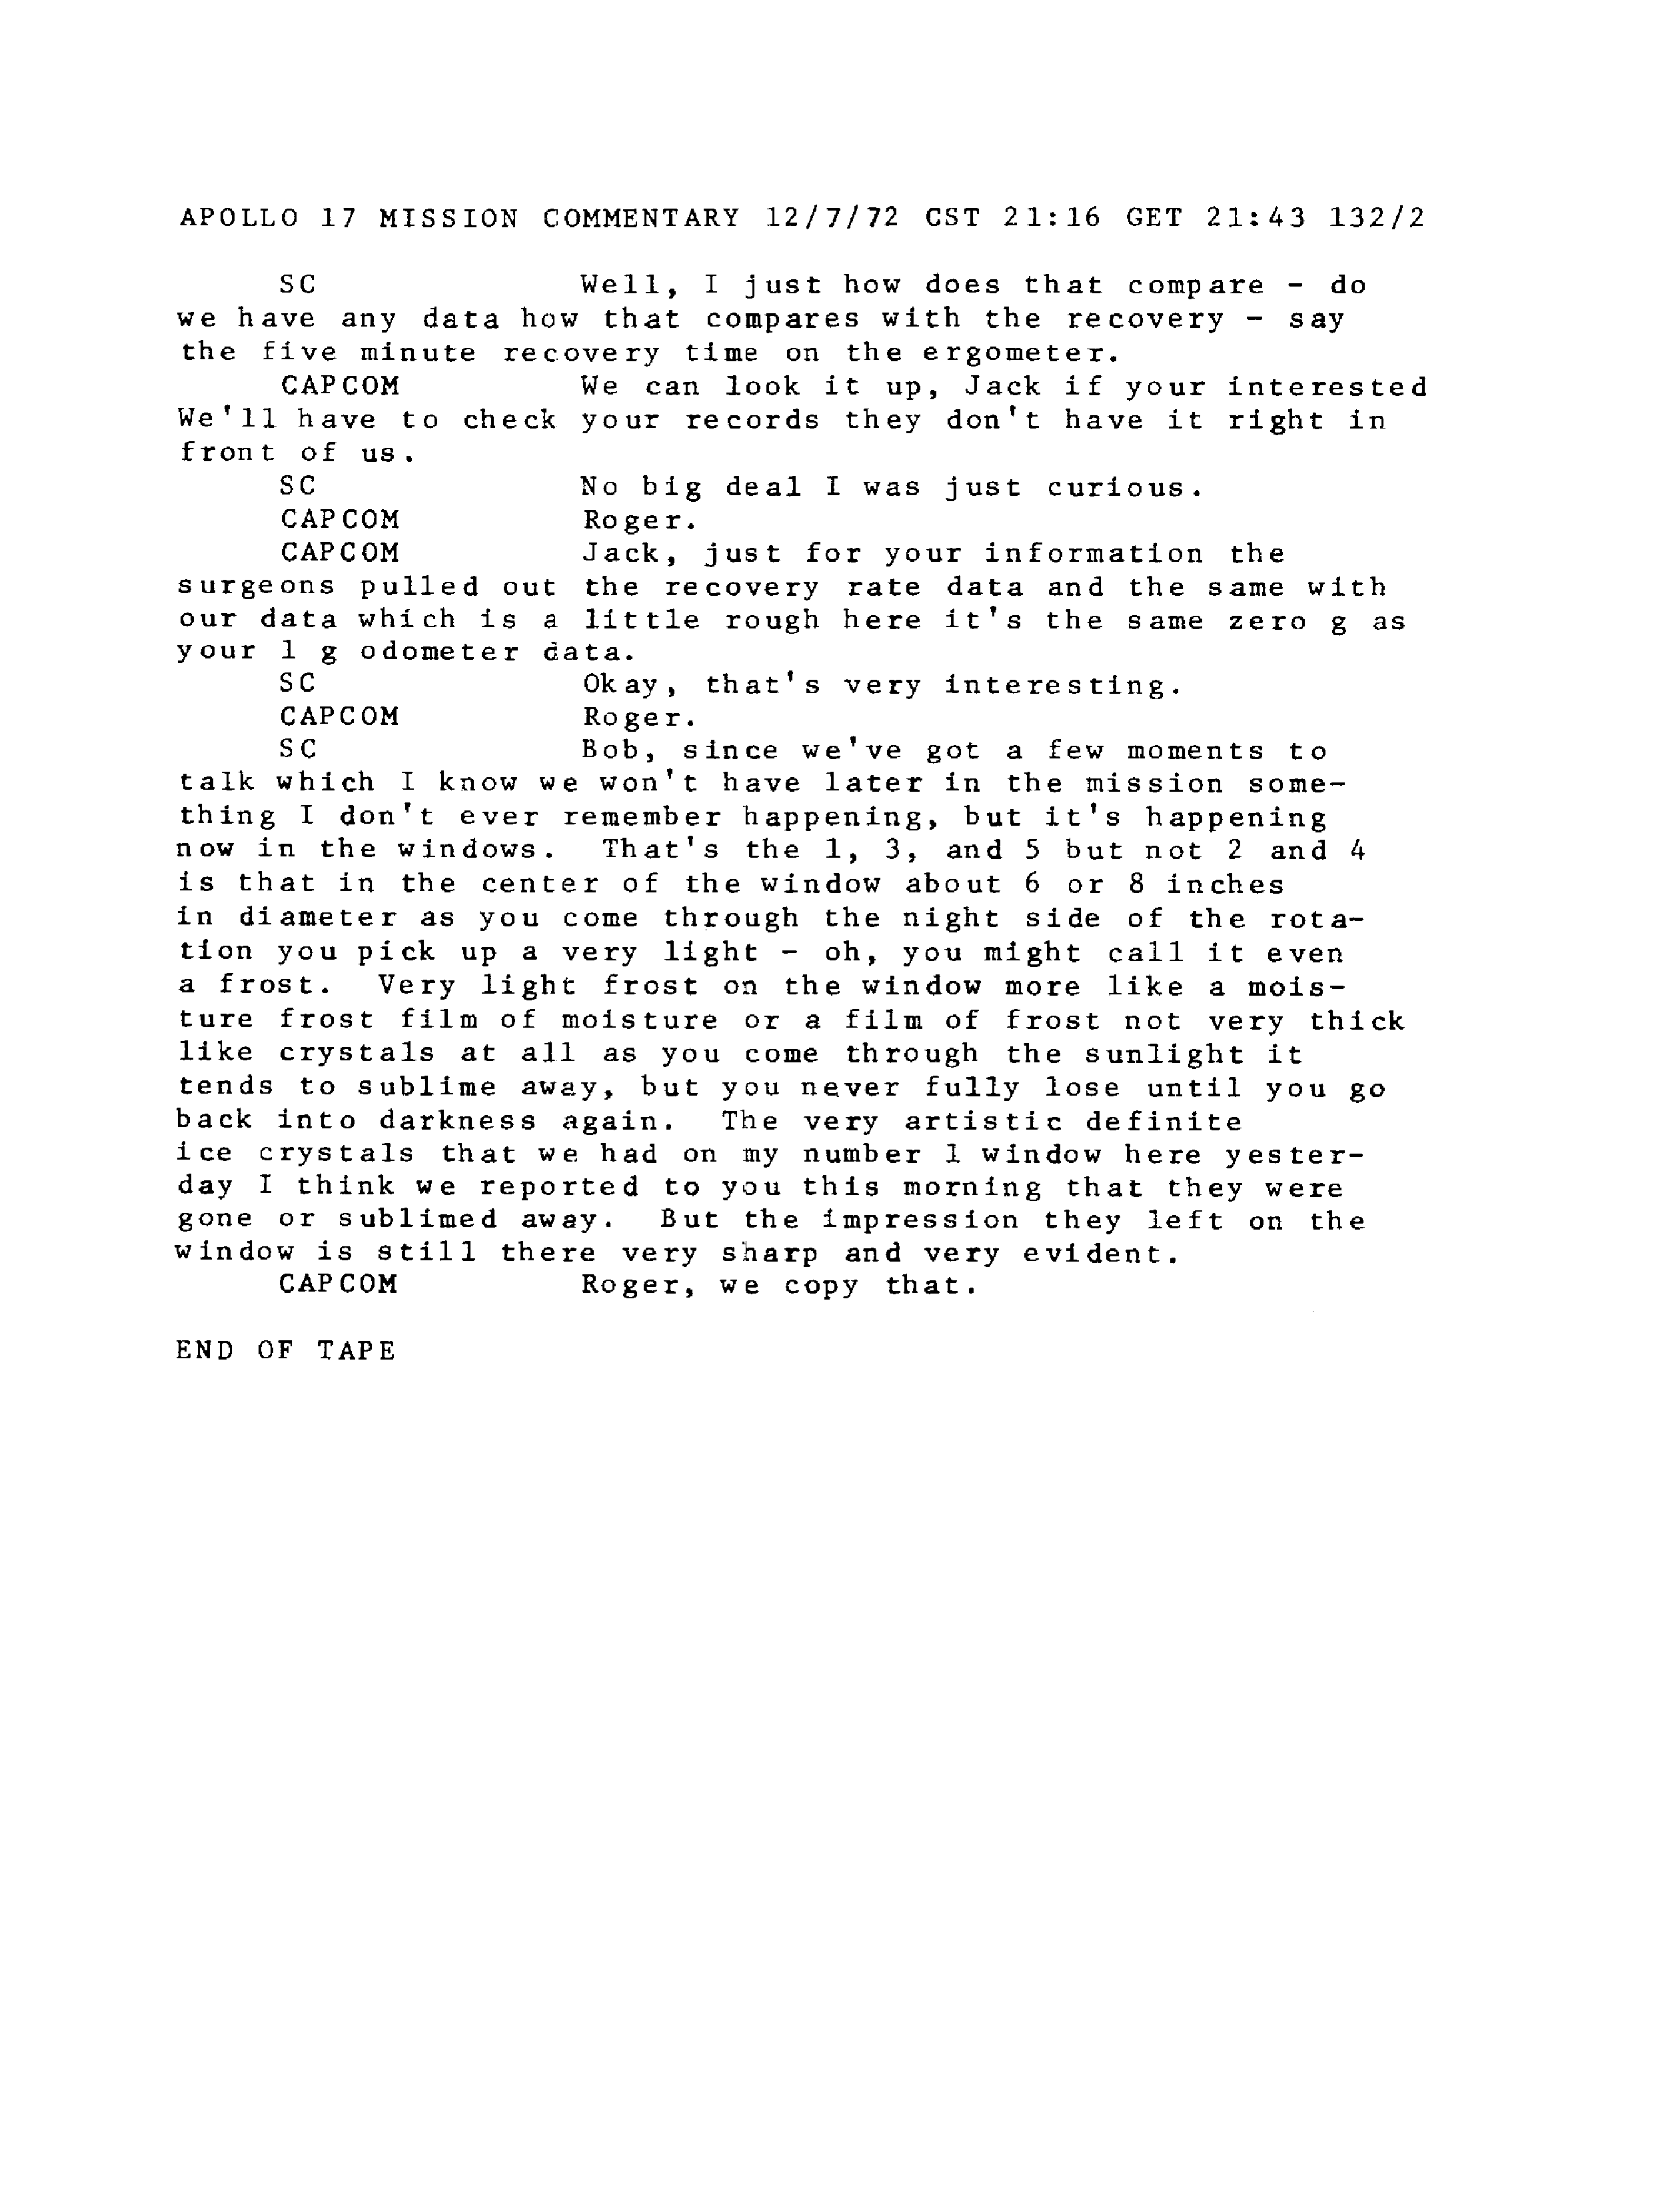 APOLLO 17 MISSION COMMENTARY 12/7/72 CST 21:16 GET 21:43 132/2
SC Well, I just how does that compare - do
we have any data how that compares with the recovery - say
the five minute recovery time on the ergometer.
CAPCOM We can look it up, Jack if your interested
We'll have to check your records they don't have it right in
front of us.
SC No big deal I was just curious.
CAPCOM Roger.
CAPCOM Jack, just for your information the
surgeons pulled out the recovery rate data and the same with
our data which is a little rough here it's the same zero g as
your 1 g odometer data.
SC Okay, that's very interesting.
CAPCOM Roger.
SC Bob, since we've got a few moments to
talk which I know we won't have later in the mission some-
thing I don't ever remember happening, but it's happening
now in the windows. That's the 1, 3, and 5 but not 2 and 4
is that in the center of the window about 6 or 8 inches
in diameter as you come through the night side of the rota-
tion you pick up a very light - oh, you might call it even
a frost. Very light frost on the window more like a mois-
ture frost film of moisture or a film of frost not very thick
like crystals at all as you come through the sunlight it
tends to sublime away, but you never fully lose until you go
back into darkness again. The very artistic definite
ice crystals that we had on my number 1 window here yester-
day I think we reported to you this morning that they were
gone or sublimed away. But the impression they left on the
window is still there very sharp and very evident.
CAPCOM Roger, we copy that.
END OF TAPE